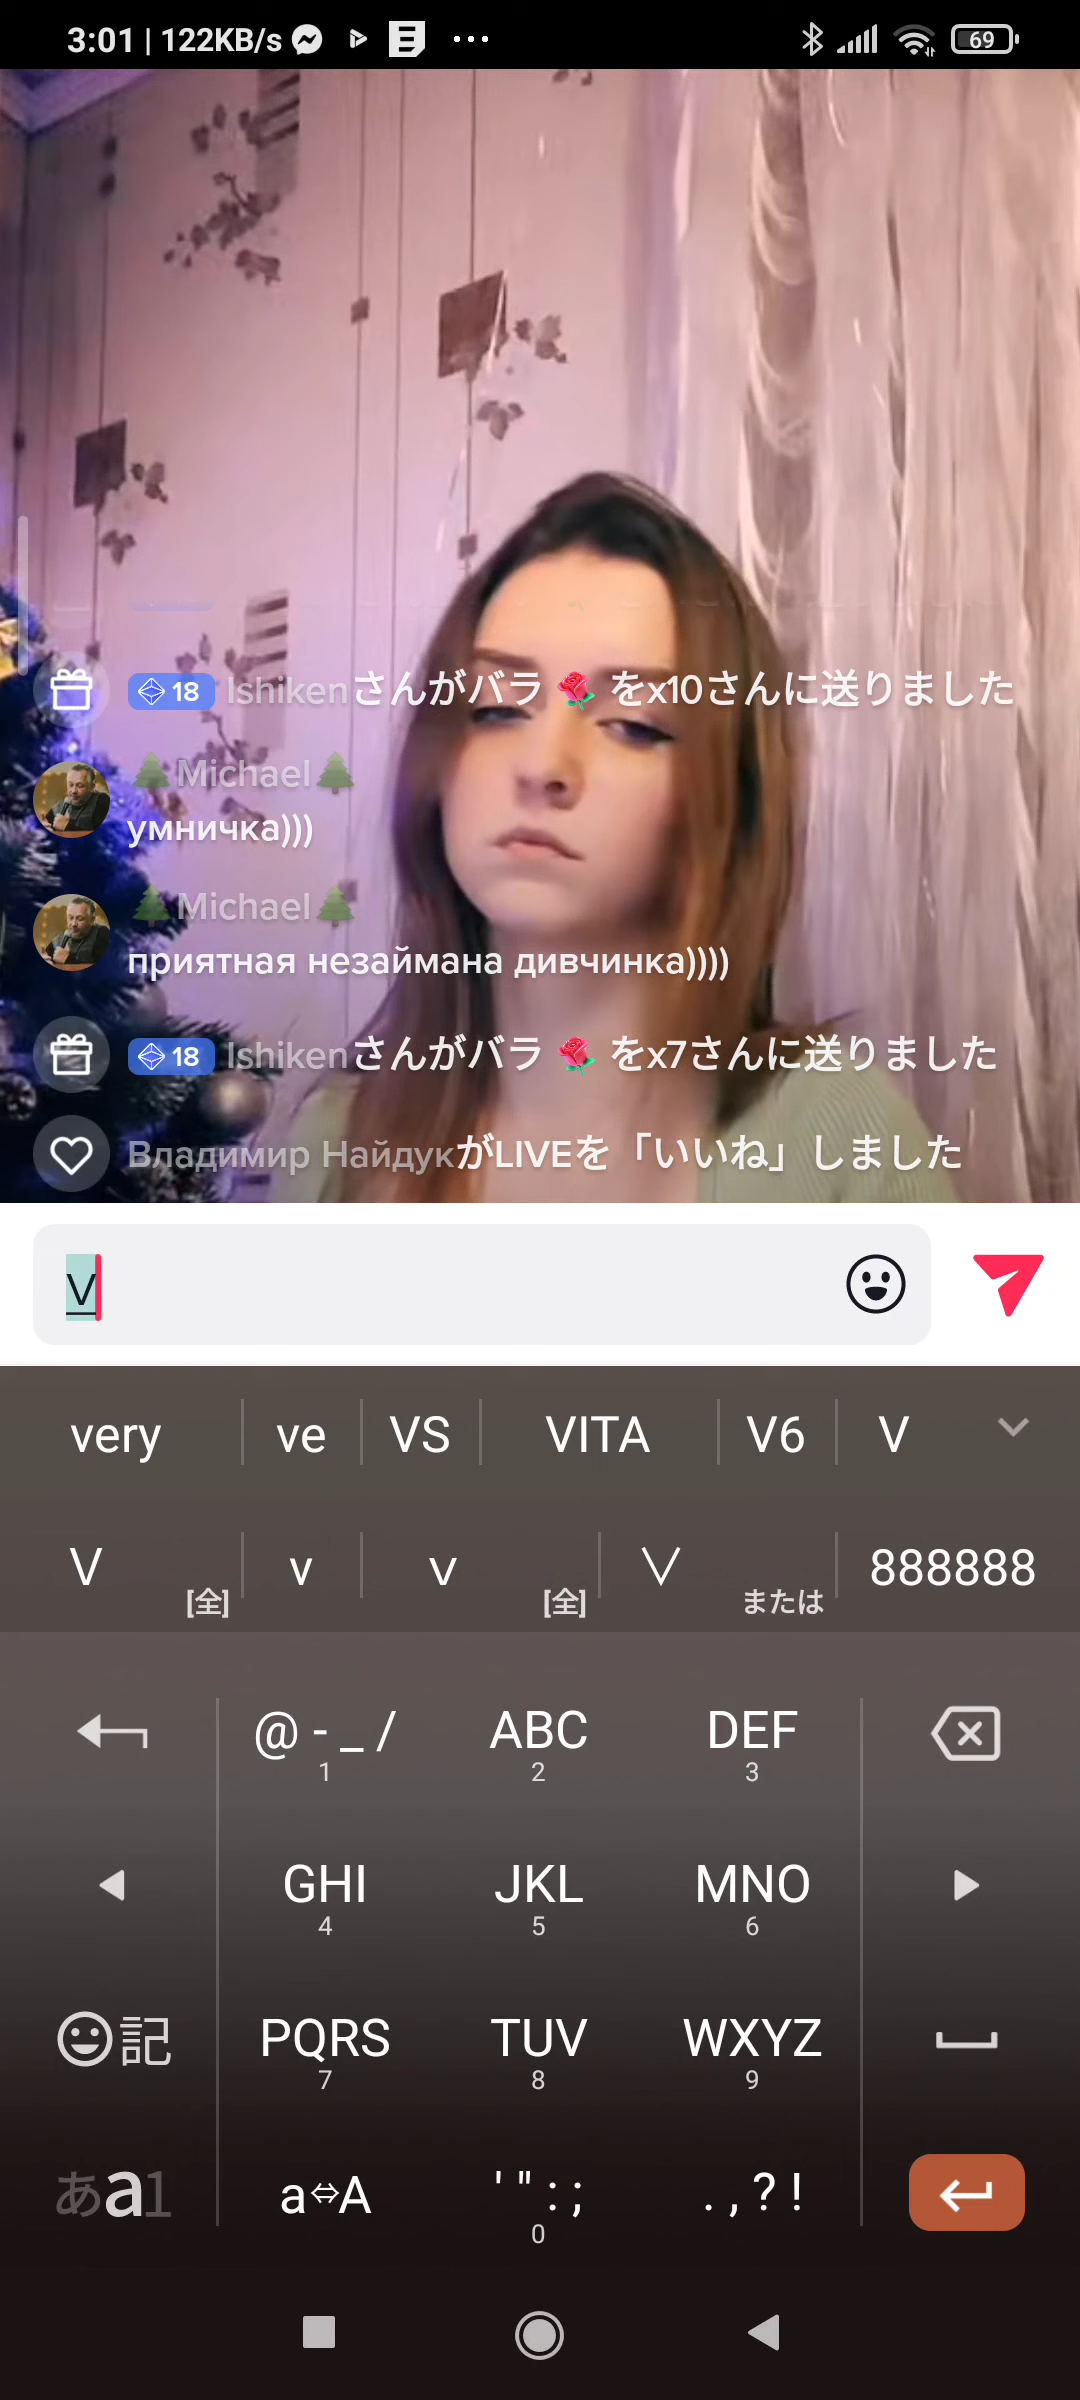 3:01 | 122KB/s
69
18 Ishikenさんがバラ🌹をx10さんに送りました
🌲Michael🌲
умничка)))
🌲Michael🌲
приятная незаймана дивчинка))))
18 Ishikenさんがバラ🌹をx7さんに送りました
Владимир НайдукがLIVEを「いいね」しました
V
very ve VS VITA V6 V
V [全] v v [全] ∨ または 888888
@-_/ ABC DEF
1 2 3
GHI JKL MNO
4 5 6
記 PQRS TUV WXYZ
7 8 9
あa1 a⇔A '":; .,?!
0